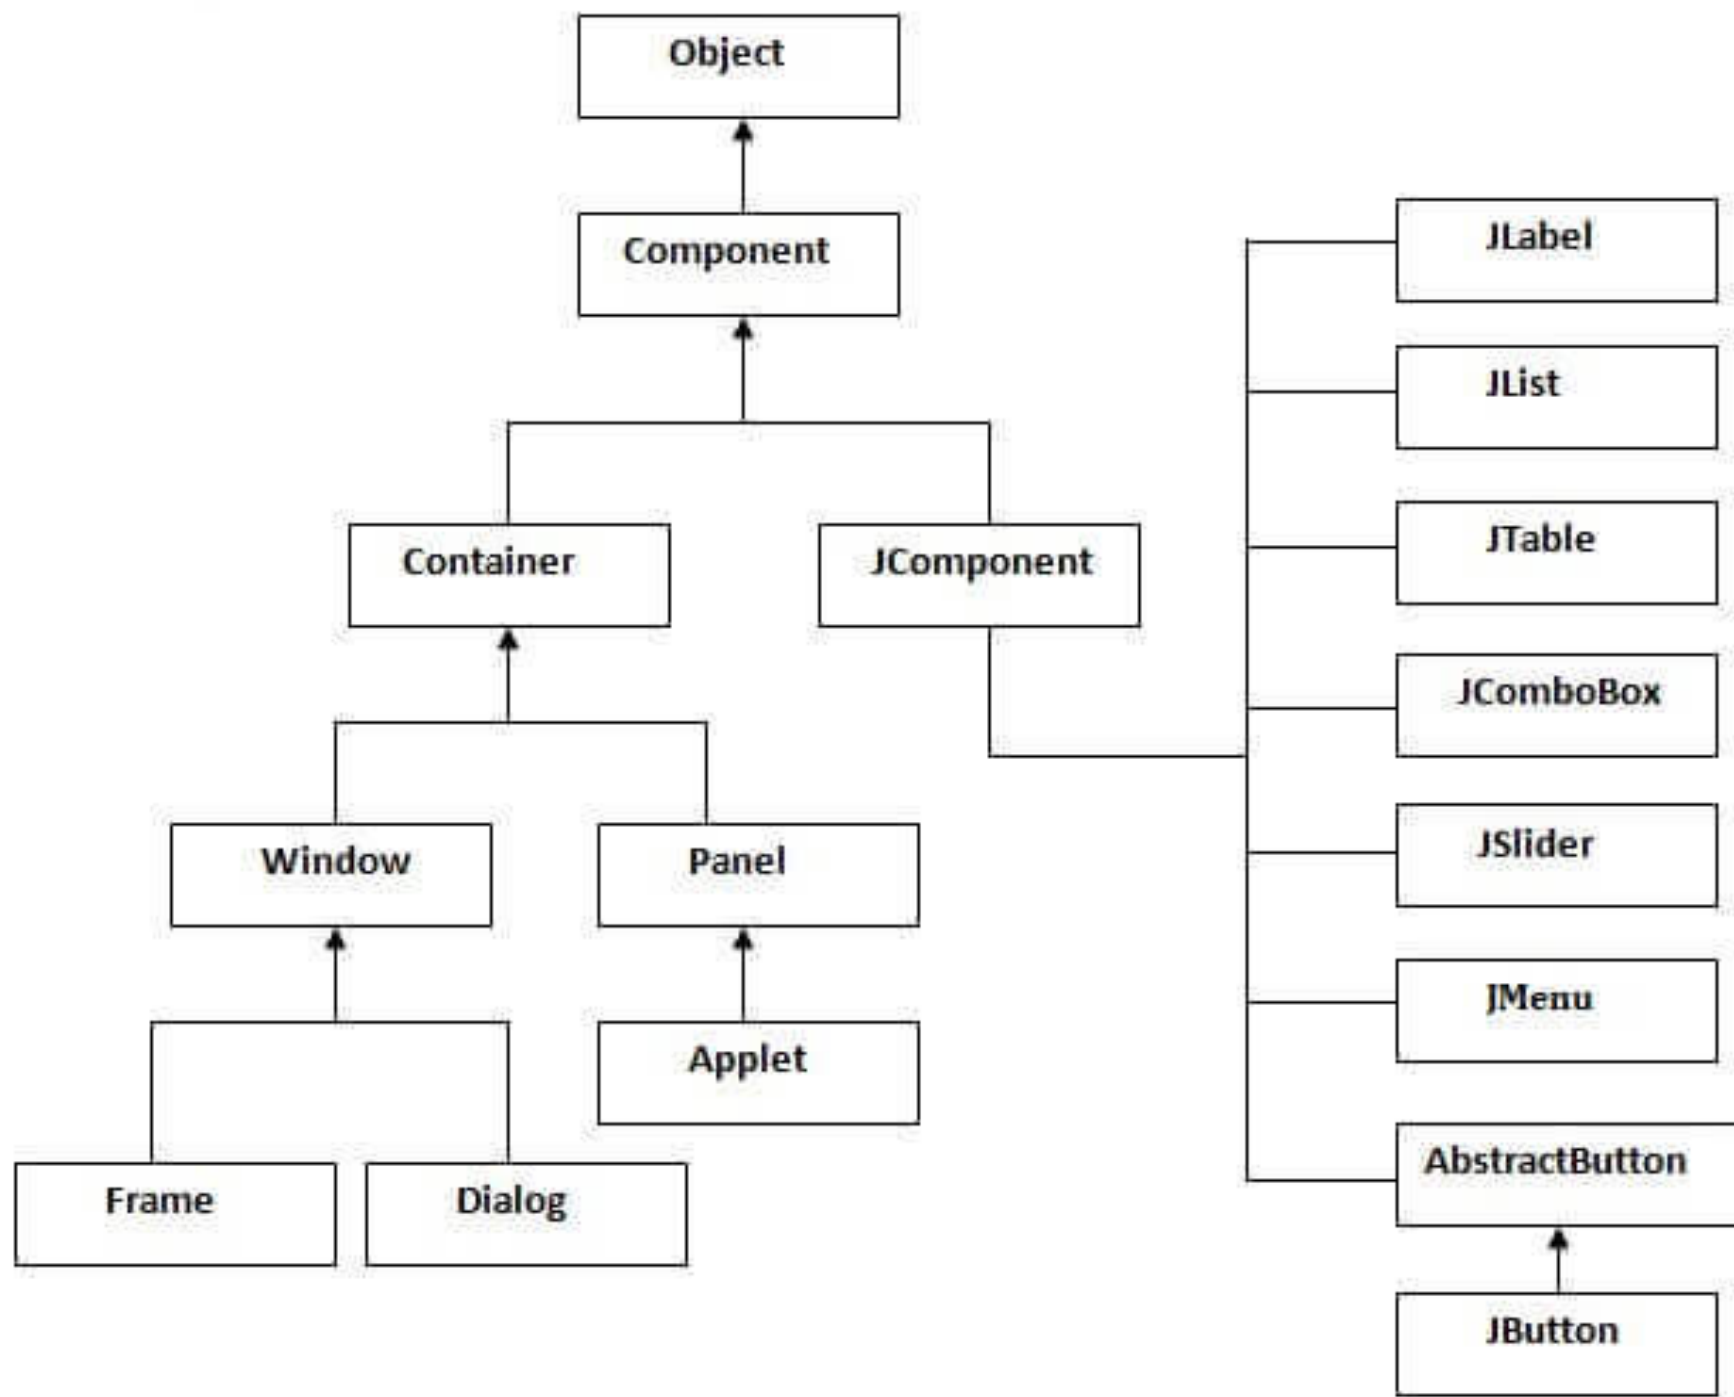 Object
Component
Container
JComponent
Window
Panel
Frame
Dialog
Applet
JLabel
JList
JTable
JComboBox
JSlider
JMenu
AbstractButton
JButton